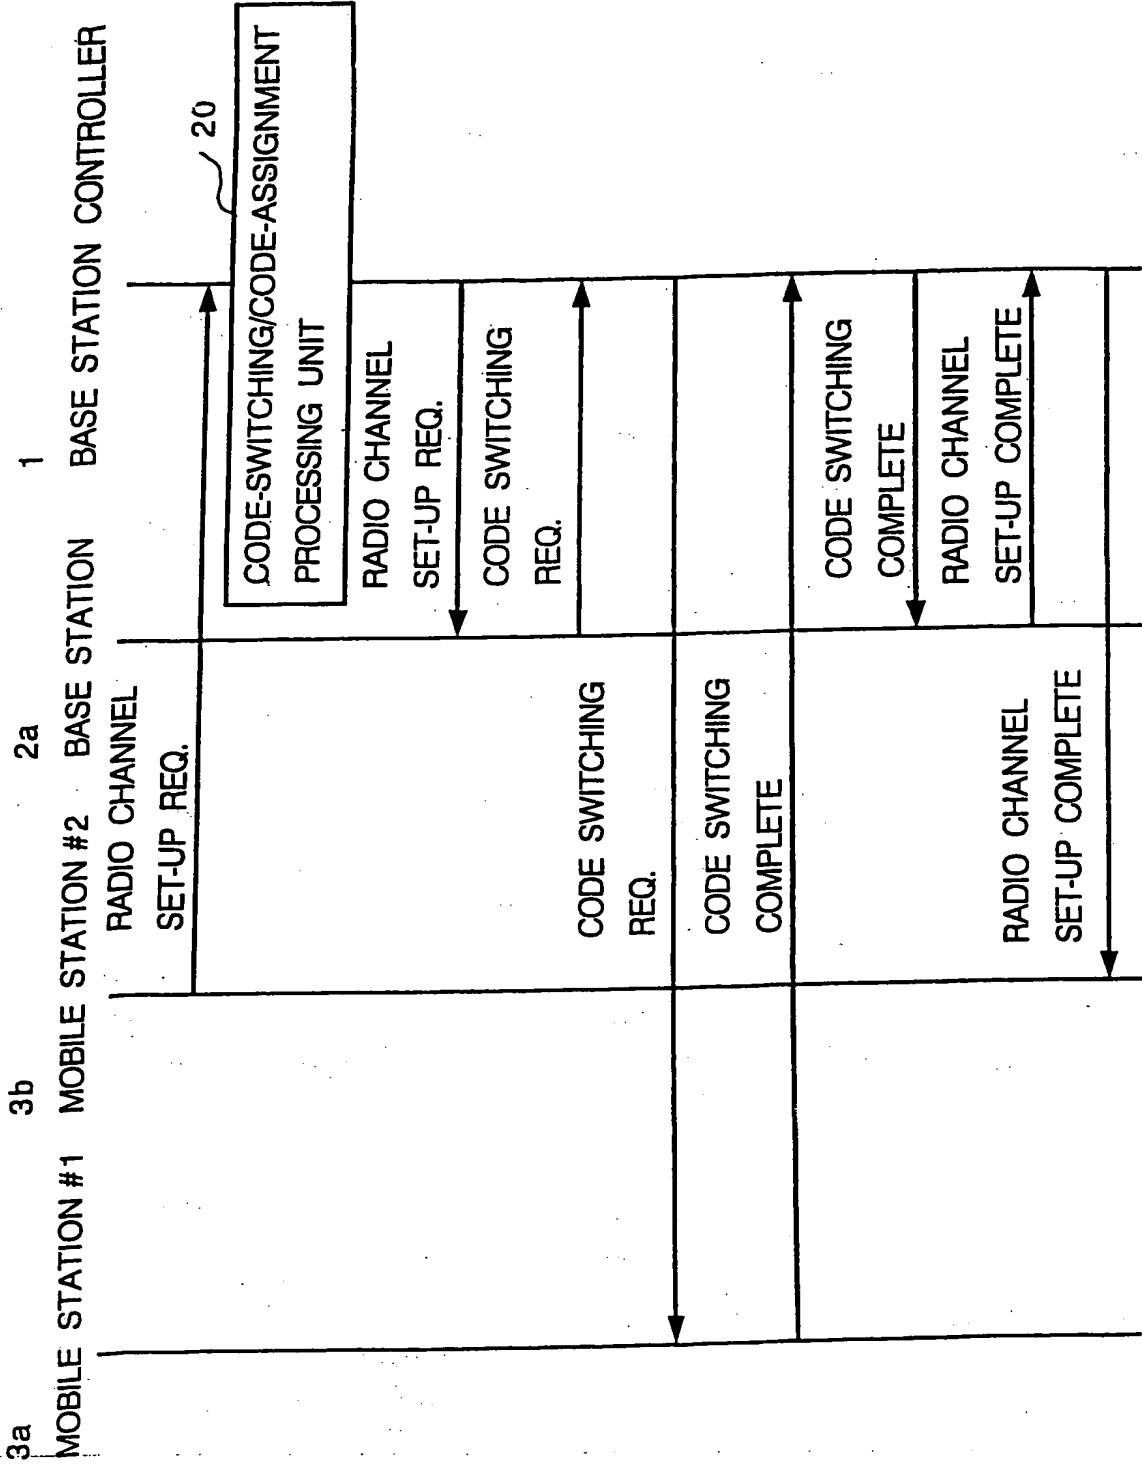 3a
3b
2a
1
MOBILE STATION #1
MOBILE STATION #2
BASE STATION
BASE STATION CONTROLLER
RADIO CHANNEL
SET-UP REQ.
20
CODE-SWITCHING/CODE-ASSIGNMENT
PROCESSING UNIT
RADIO CHANNEL
SET-UP REQ.
CODE SWITCHING
REQ.
CODE SWITCHING
REQ.
CODE SWITCHING
COMPLETE
CODE SWITCHING
COMPLETE
RADIO CHANNEL
SET-UP COMPLETE
RADIO CHANNEL
SET-UP COMPLETE